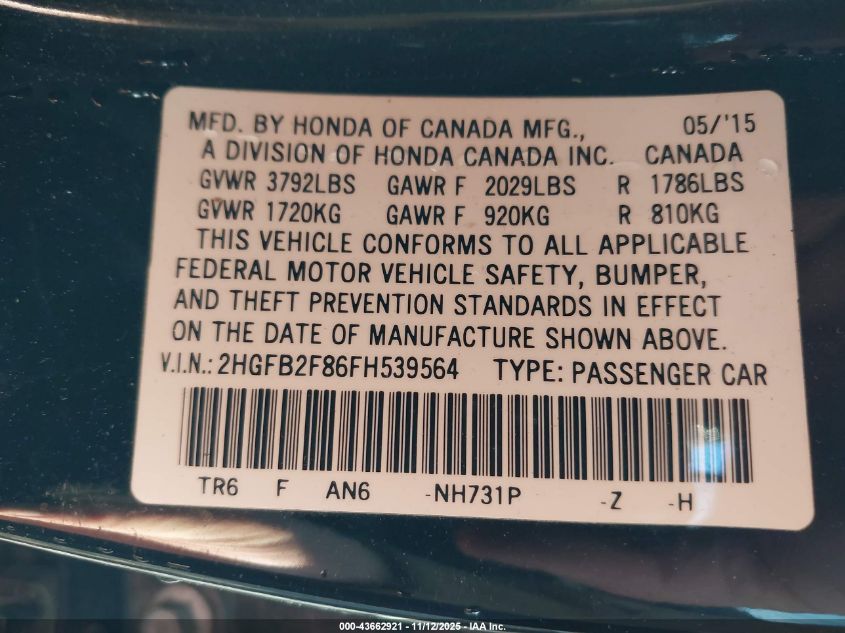 MFD. BY HONDA OF CANADA MFG., 05/'15
A DIVISION OF HONDA CANADA INC. CANADA
GVWR 3792LBS GAWR F 2029LBS R 1786LBS
GVWR 1720KG GAWR F 920KG R 810KG
THIS VEHICLE CONFORMS TO ALL APPLICABLE
FEDERAL MOTOR VEHICLE SAFETY, BUMPER,
AND THEFT PREVENTION STANDARDS IN EFFECT
ON THE DATE OF MANUFACTURE SHOWN ABOVE.
V.I.N.: 2HGFB2F86FH539564 TYPE: PASSENGER CAR
TR6 F AN6 -NH731P -Z -H
000-43662921 - 11/12/2025 - IAA Inc.